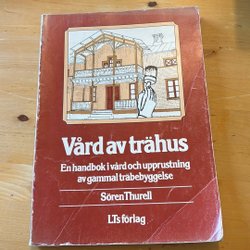 Vård av trähus
En handbok i vård och upprustning
av gammal träbebyggelse
Sören Thurell
LTs förlag